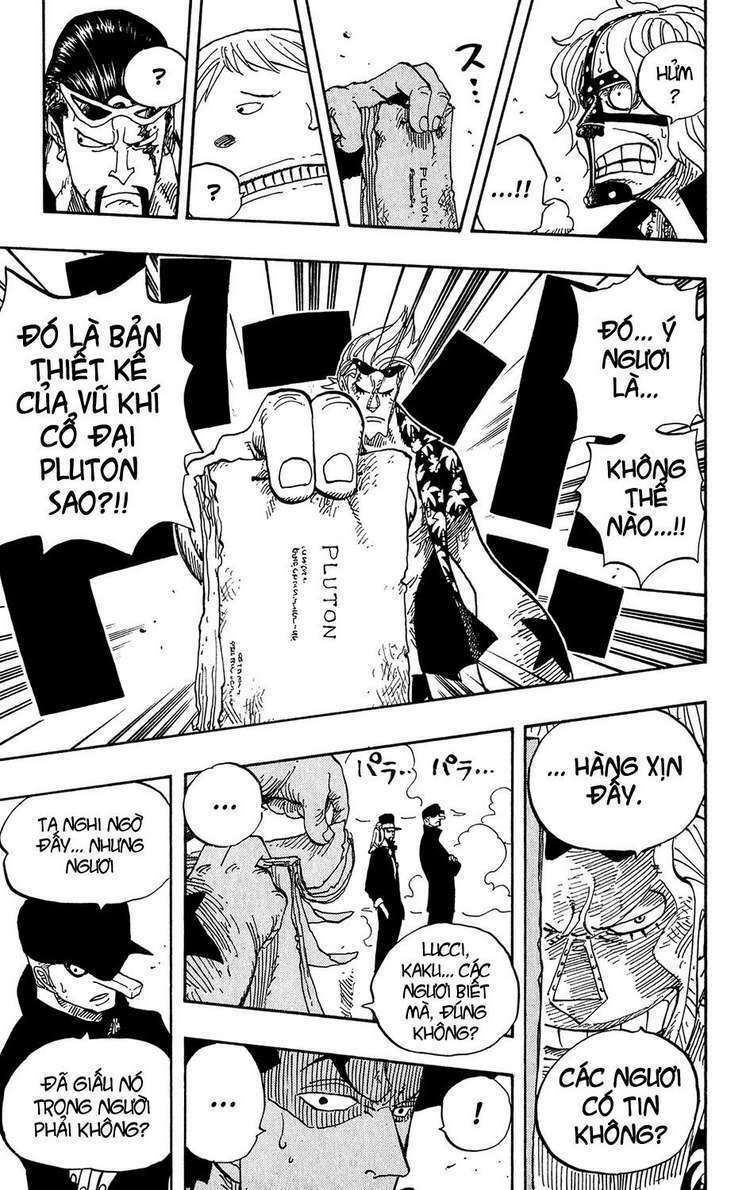 HỬM
?
...!!
ス...
PLUTON
?
?
ĐÓ... Ý
NGƯƠI
LÀ...
KHÔNG
THỂ
NÀO...!!
ĐÓ LÀ BẢN
THIẾT KẾ
CỦA VŨ KHÍ
CỔ ĐẠI
PLUTON
SAO?!!
PLUTON
... HÀNG XỊN
ĐẤY.
CÁC NGƯƠI
CÓ TIN
KHÔNG?
パラ...
パラ...
LUCCI,
KAKU... CÁC
NGƯƠI BIẾT
MÀ, ĐÚNG
KHÔNG?
...
!
...
TA NGHI NGỜ
ĐẤY... NHƯNG
NGƯƠI
ĐÃ GIẤU NÓ
TRONG NGƯỜI
PHẢI KHÔNG?